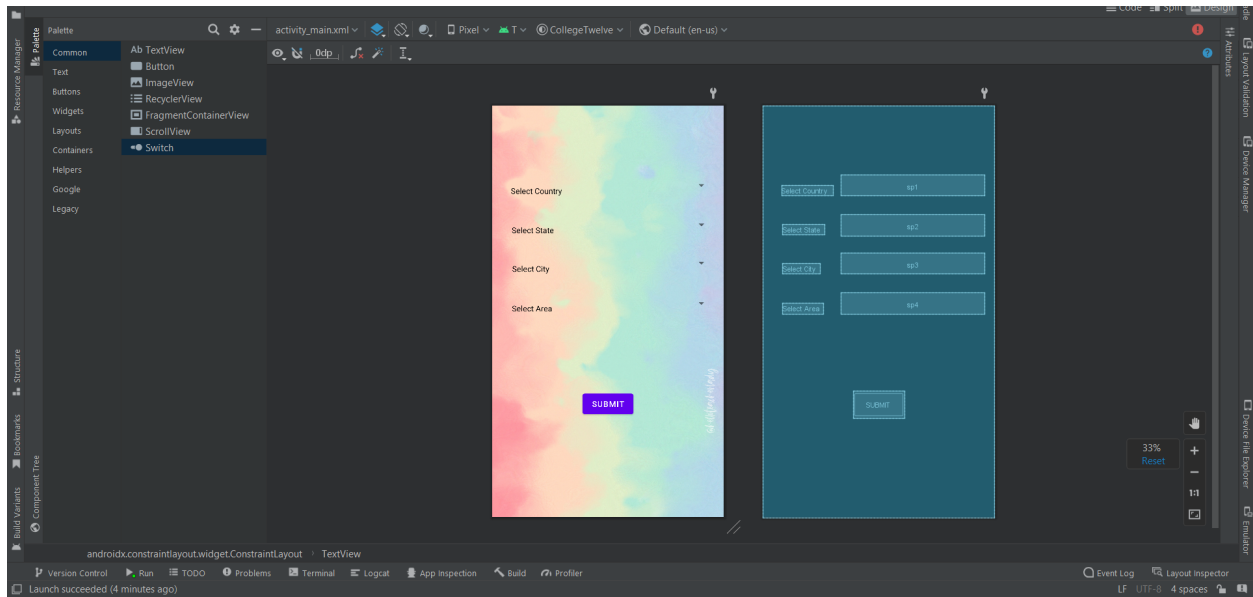 Code Split Design
Palette
activity_main.xml Pixel T CollegeTwelve Default (en-us)
Common
Text
Buttons
Widgets
Layouts
Containers
Helpers
Google
Legacy
Ab TextView
Button
ImageView
RecyclerView
FragmentContainerView
ScrollView
Switch
0dp
Resource Manager
Palette
Structure
Bookmarks
Build Variants
Component Tree
Select Country
Select State
Select City
Select Area
SUBMIT
Select Country sp1
Select State sp2
Select City sp3
Select Area sp4
SUBMIT
33%
Reset
1:1
Attributes
Layout Validation
Device Manager
Device File Explorer
Emulator
androidx.constraintlayout.widget.ConstraintLayout TextView
Version Control Run TODO Problems Terminal Logcat App Inspection Build Profiler Event Log Layout Inspector
Launch succeeded (4 minutes ago) LF UTF-8 4 spaces